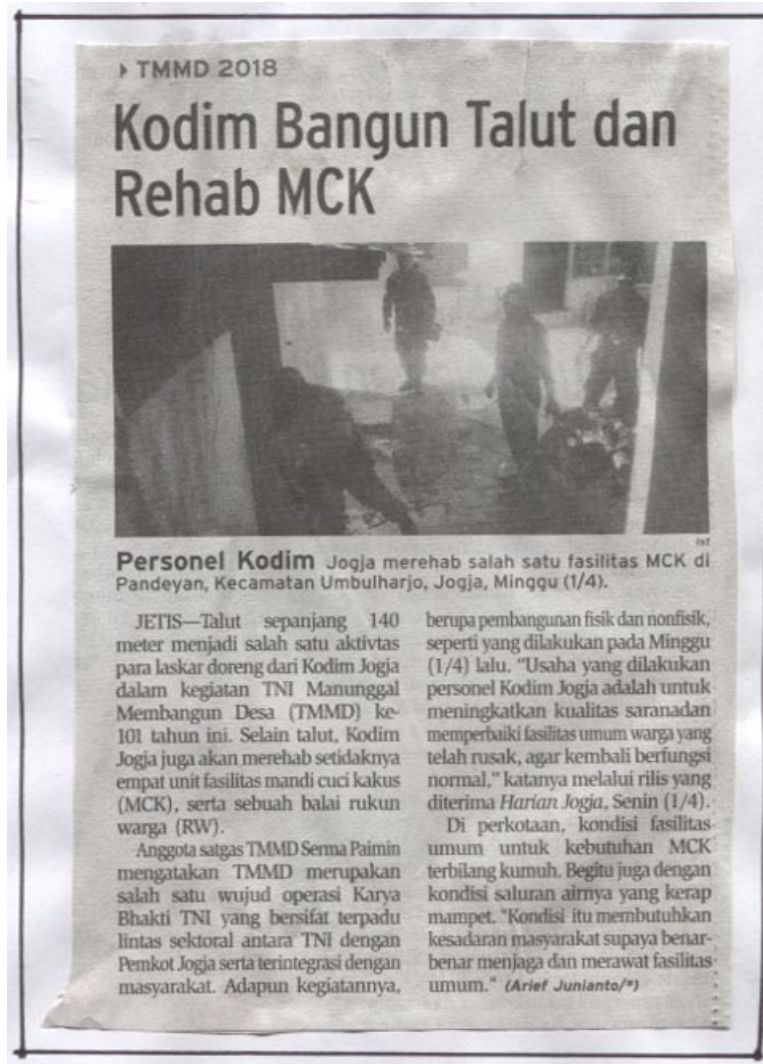 TMMD 2018
Kodim Bangun Talut dan
Rehab MCK
Personel Kodim Jogja merehab salah satu fasilitas MCK di
Pandeyan, Kecamatan Umbulharjo, Jogja, Minggu (1/4).
JETIS—Talut sepanjang 140
meter menjadi salah satu aktivtas
para laskar doreng dari Kodim Jogja
dalam kegiatan TNI Manunggal
Membangun Desa (TMMD) ke-
101 tahun ini. Selain talut, Kodim
Jogja juga akan merehab setidaknya
empat unit fasilitas mandi cuci kakus
(MCK), serta sebuah balai rukun
warga (RW).
Anggota satgas TMMD Serma Paimin
mengatakan TMMD merupakan
salah satu wujud operasi Karya
Bhakti TNI yang bersifat terpadu
lintas sektoral antara TNI dengan
Pemkot Jogja serta terintegrasi dengan
masyarakat. Adapun kegiatannya,
berupa pembangunan fisik dan nonfisik,
seperti yang dilakukan pada Minggu
(1/4) lalu. "Usaha yang dilakukan
personel Kodim Jogja adalah untuk
meningkatkan kualitas saranadan
memperbaiki fasilitas umum warga yang
telah rusak, agar kembali berfungsi
normal," katanya melalui rilis yang
diterima Harian Jogja, Senin (1/4).
Di perkotaan, kondisi fasilitas
umum untuk kebutuhan MCK
terbilang kumuh. Begitu juga dengan
kondisi saluran airnya yang kerap
mampet. "Kondisi itu membutuhkan
kesadaran masyarakat supaya benar-
benar menjaga dan merawat fasilitas
umum." (Arief Junianto/*)